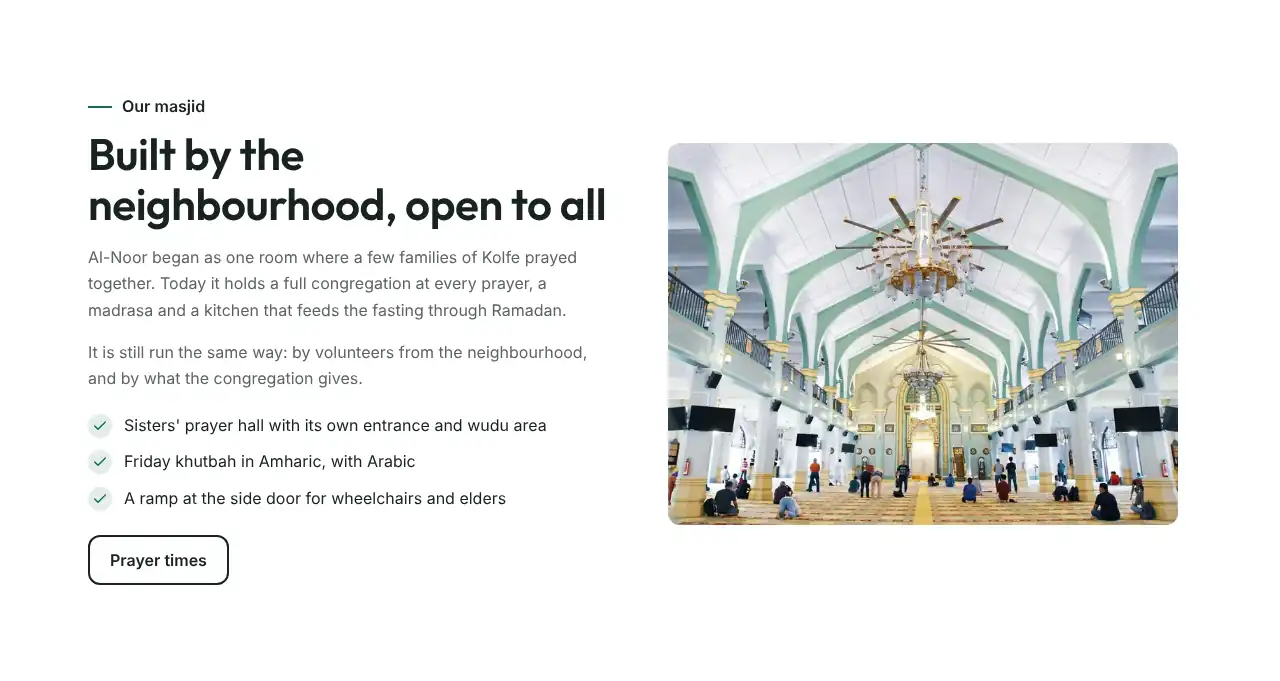 Our masjid
Built by the
neighbourhood, open to all
Al-Noor began as one room where a few families of Kolfe prayed
together. Today it holds a full congregation at every prayer, a
madrasa and a kitchen that feeds the fasting through Ramadan.
It is still run the same way: by volunteers from the neighbourhood,
and by what the congregation gives.
Sisters' prayer hall with its own entrance and wudu area
Friday khutbah in Amharic, with Arabic
A ramp at the side door for wheelchairs and elders
Prayer times